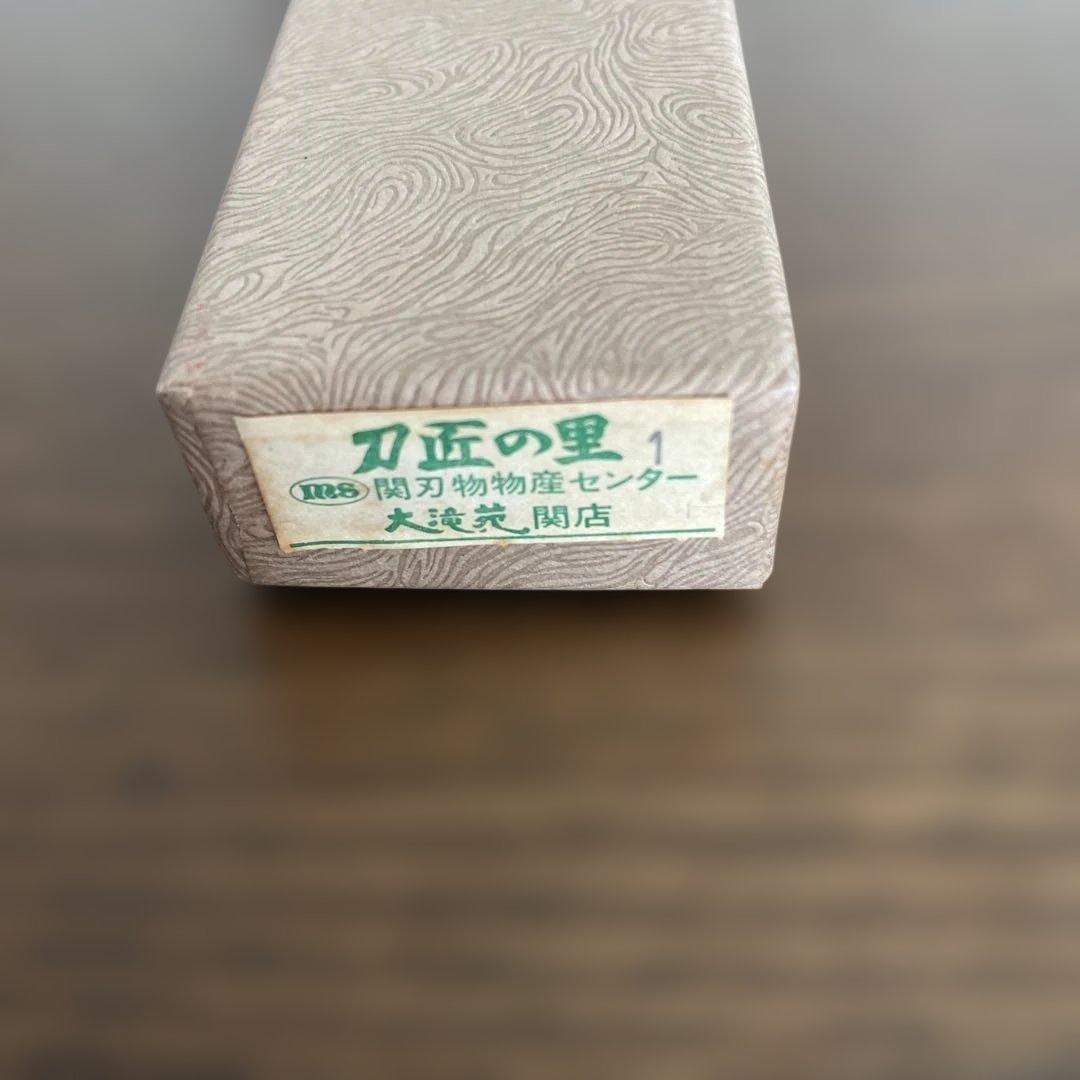 刀匠の里 1
ms 関刃物物産センター
大滝苑 関店